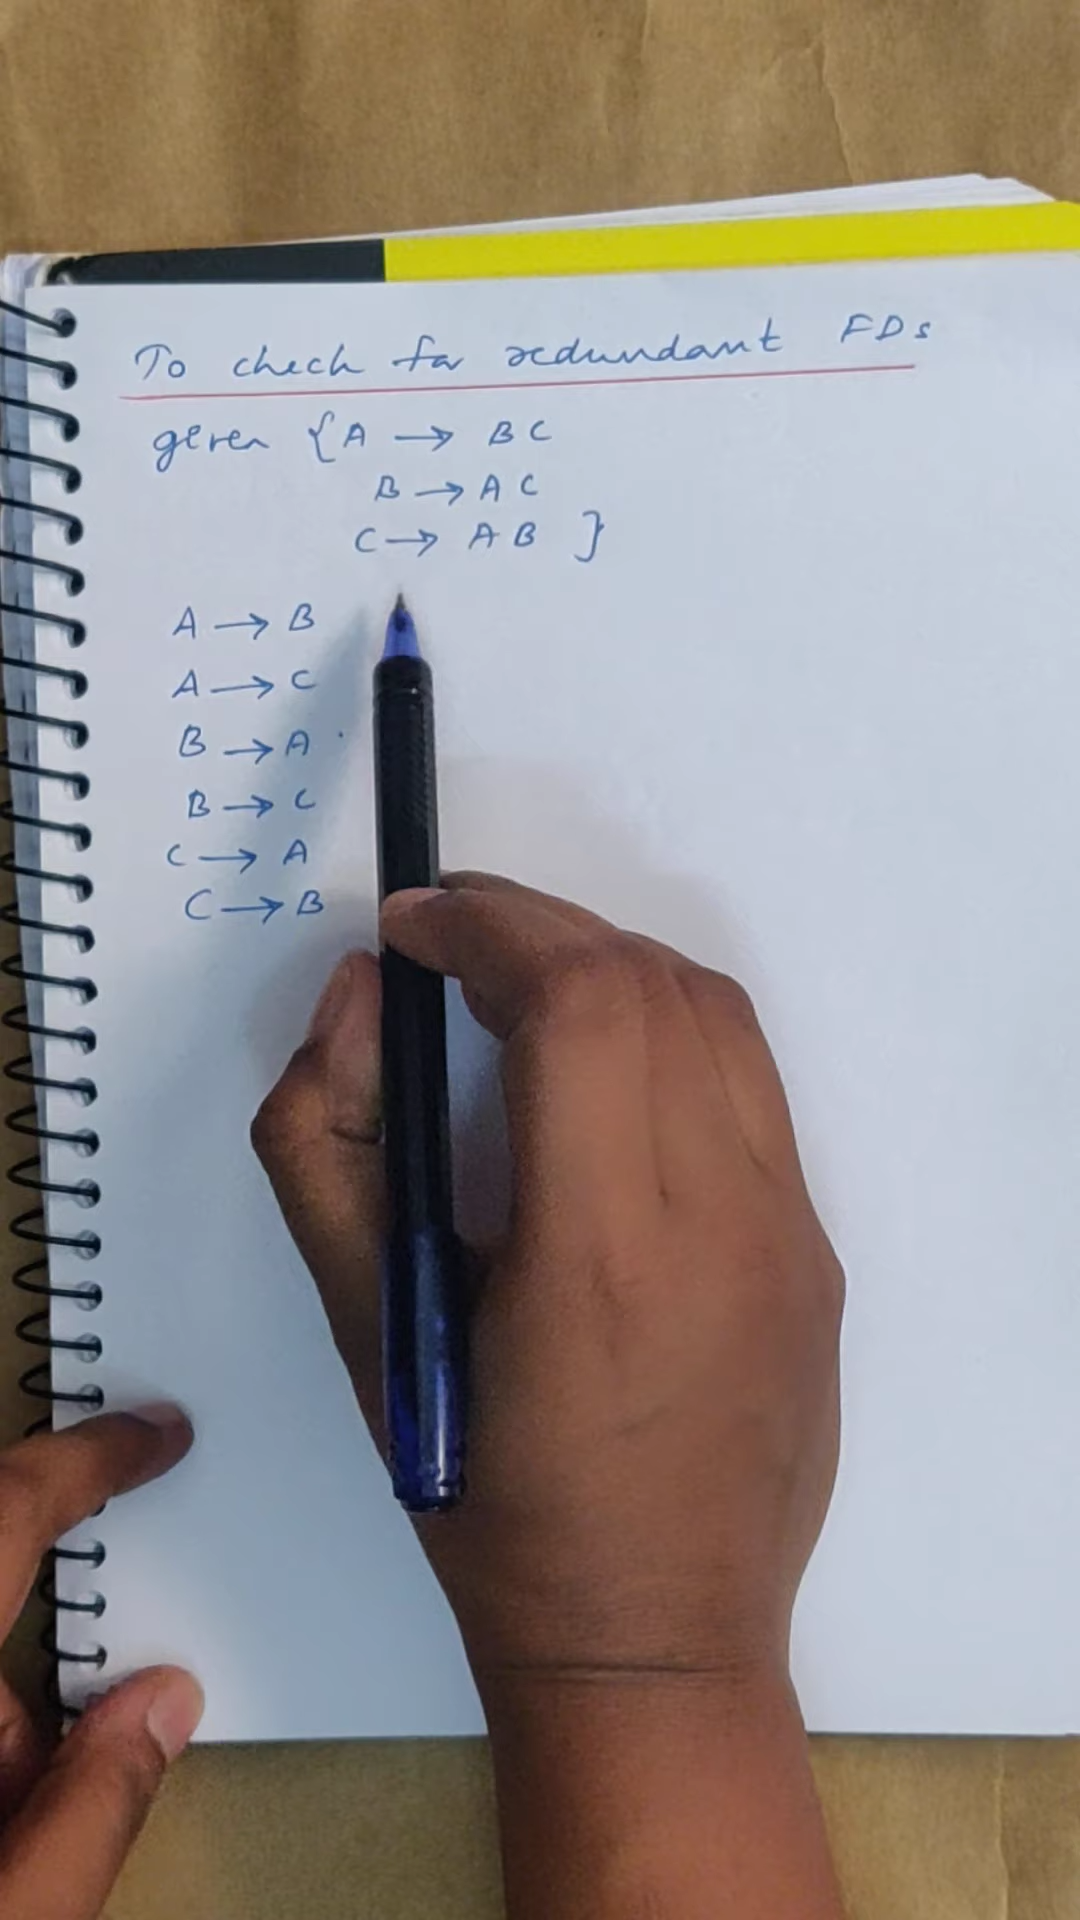 To check for redundant FDs
given {A → BC
B → AC
C → AB }
A → B
A → C
B → A
B → C
C → A
C → B